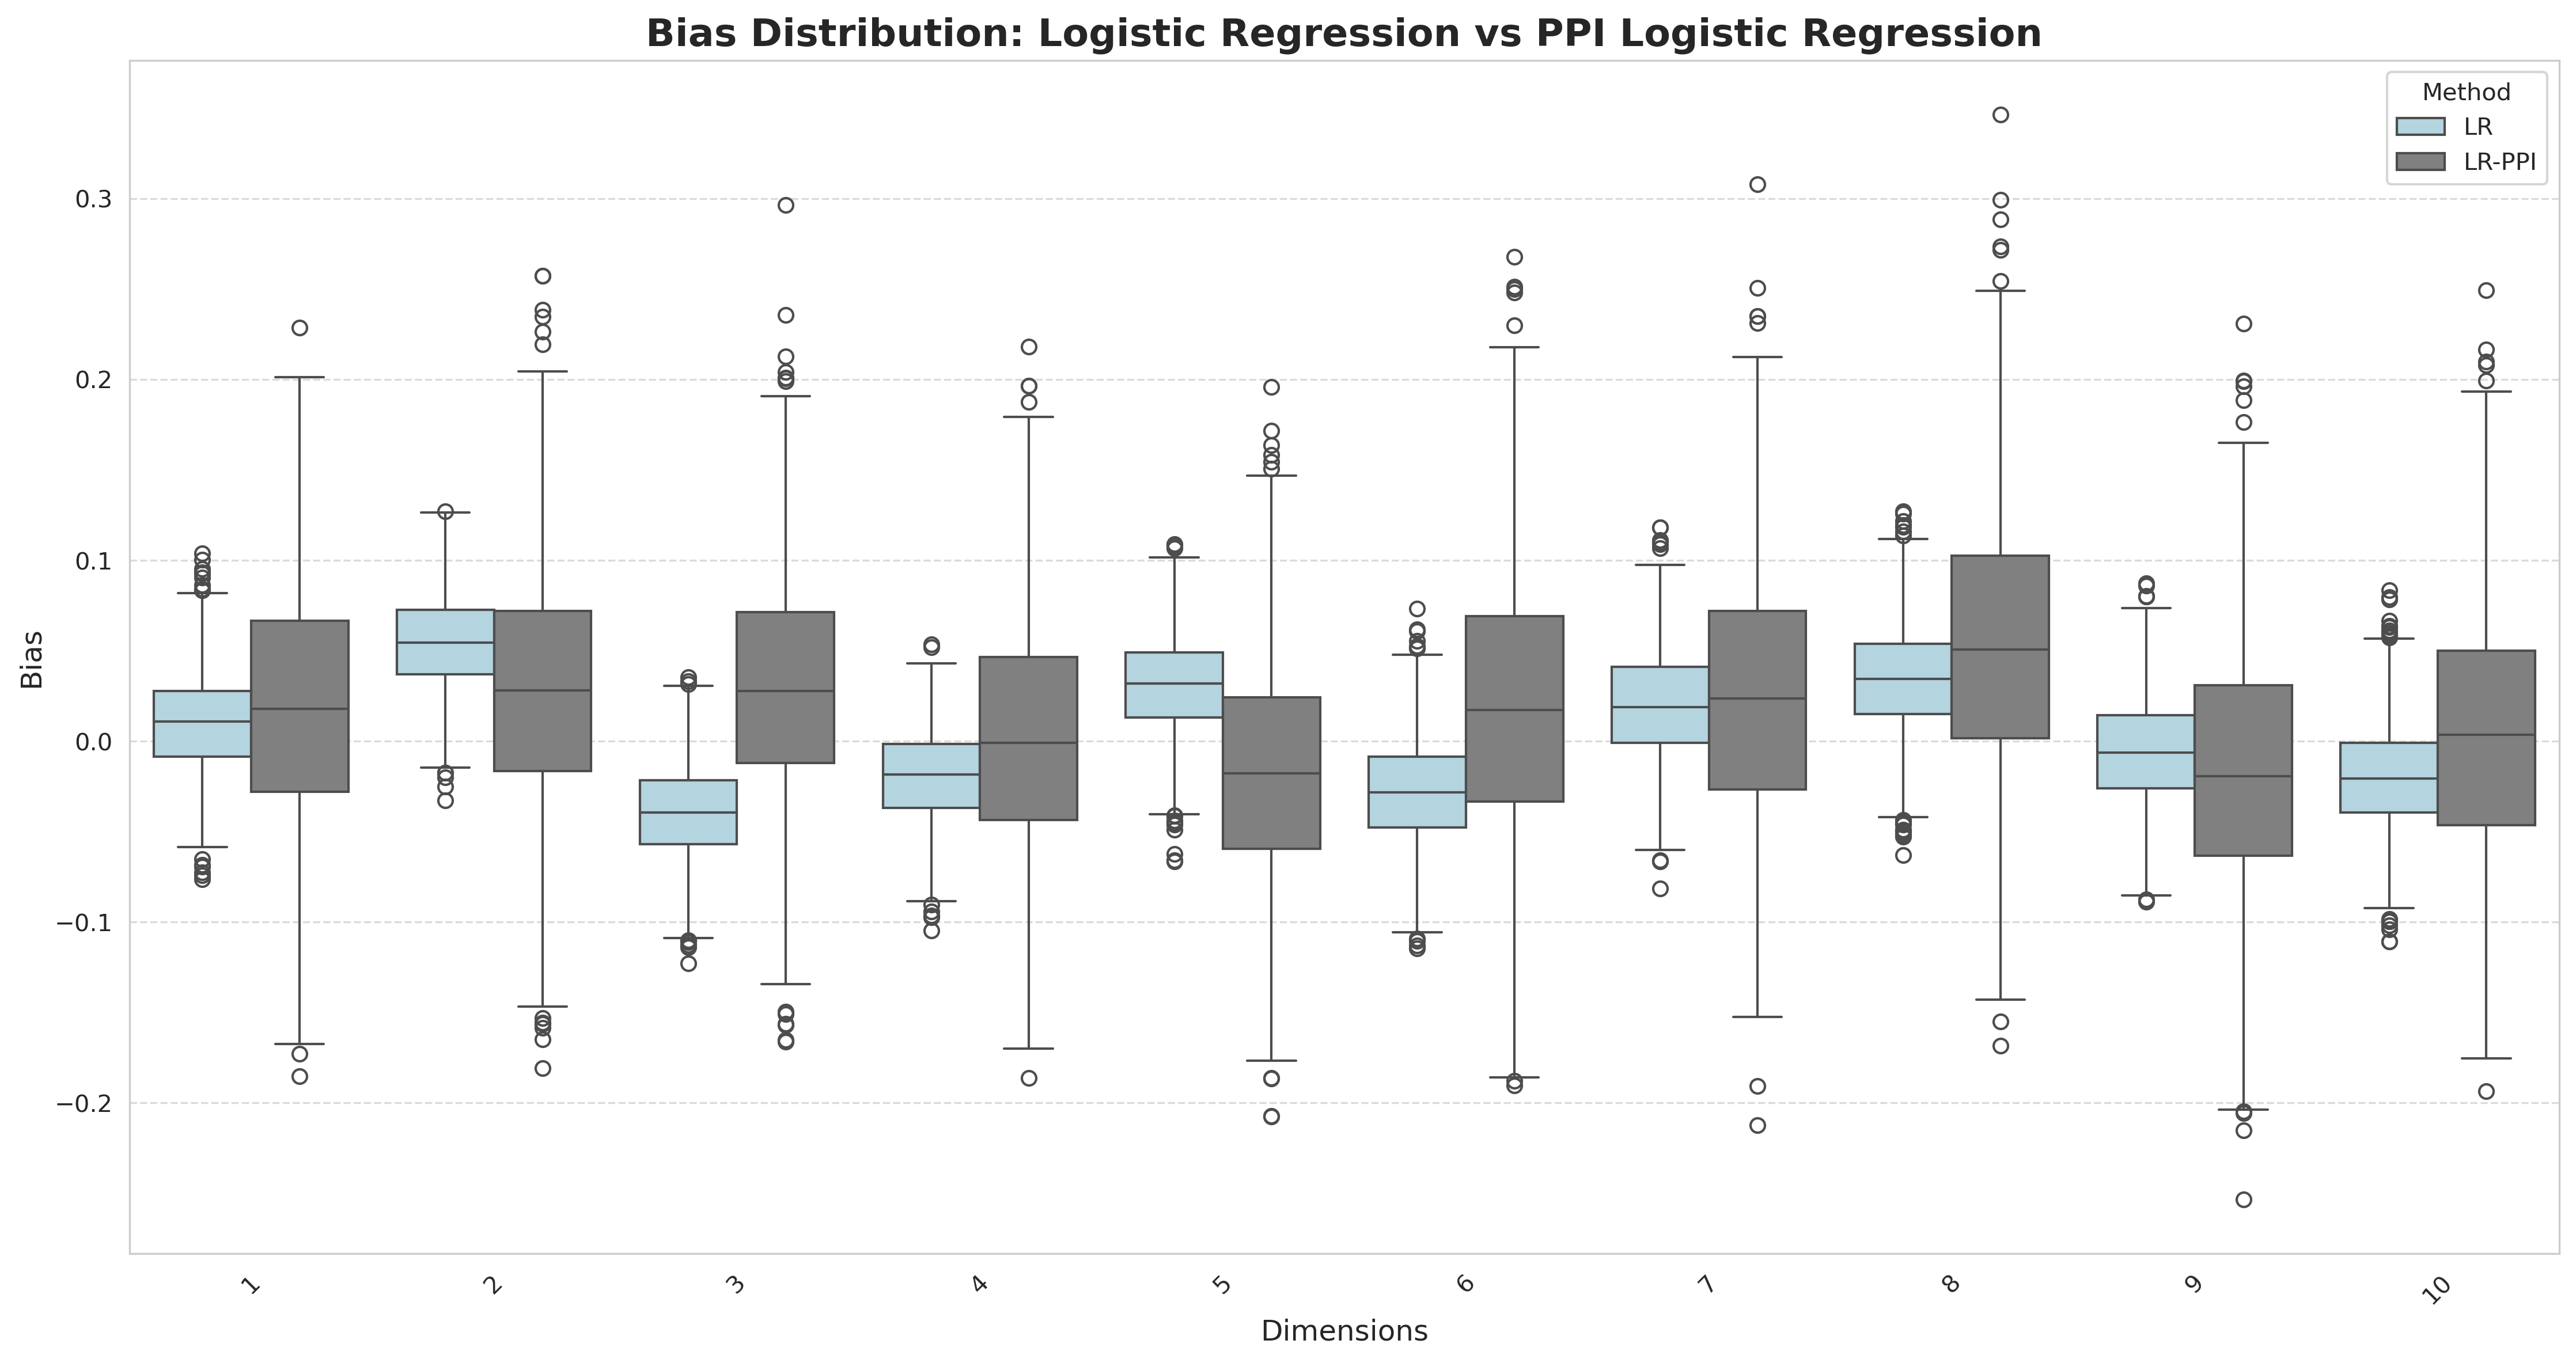 Bias Distribution: Logistic Regression vs PPI Logistic Regression
Method
LR
LR-PPI
0.3
0.2
0.1
0.0
−0.1
−0.2
Bias
1 2 3 4 5 6 7 8 9 10
Dimensions